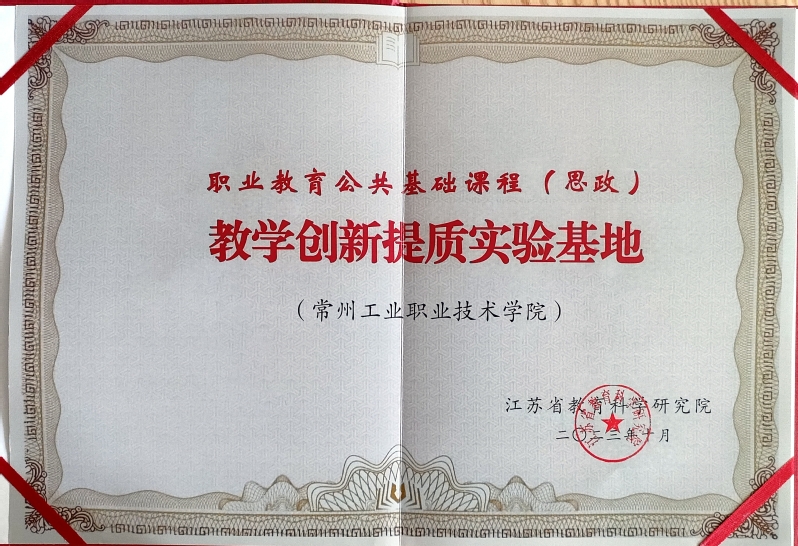 职业教育公共基础课程（思政）
教学创新提质实验基地
（常州工业职业技术学院）
江苏省教育科学研究院
二〇二三年十月